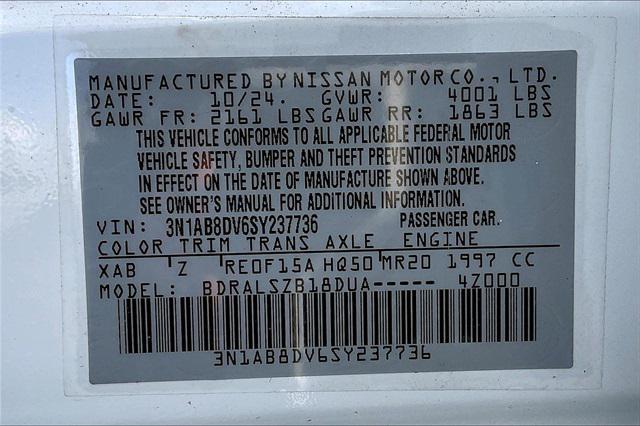 MANUFACTURED BY NISSAN MOTOR CO., LTD.
DATE: 10/24. GVWR: 4001 LBS
GAWR FR: 2161 LBS GAWR RR: 1863 LBS
THIS VEHICLE CONFORMS TO ALL APPLICABLE FEDERAL MOTOR
VEHICLE SAFETY, BUMPER AND THEFT PREVENTION STANDARDS
IN EFFECT ON THE DATE OF MANUFACTURE SHOWN ABOVE.
SEE OWNER'S MANUAL FOR ADDITIONAL INFORMATION.
VIN: 3N1AB8DV6SY237736 PASSENGER CAR
COLOR TRIM TRANS AXLE ENGINE
XAB Z RE0F15A HQ50 MR20 1997 CC
MODEL: BDRALSZB18DUA----- 4Z000
3N1AB8DV6SY237736